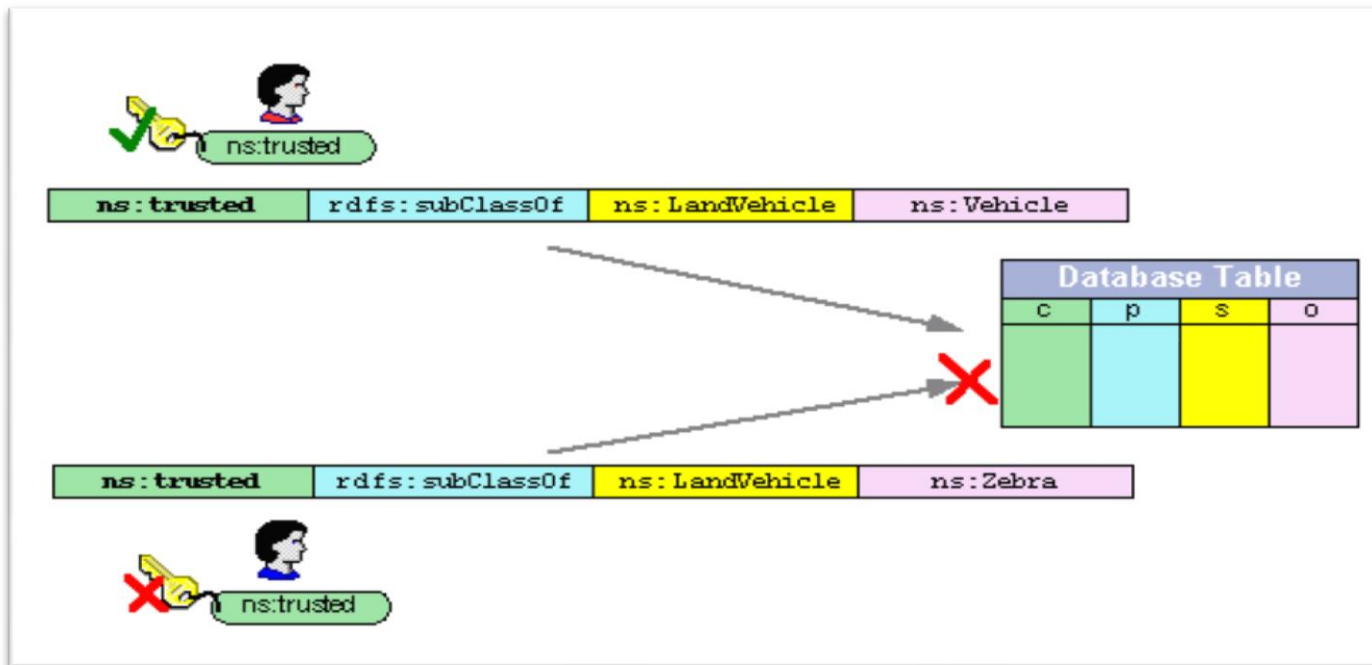 ns:trusted
ns:trusted rdfs:subClassOf ns:LandVehicle ns:Vehicle
Database Table
c p s o
ns:trusted rdfs:subClassOf ns:LandVehicle ns:Zebra
ns:trusted